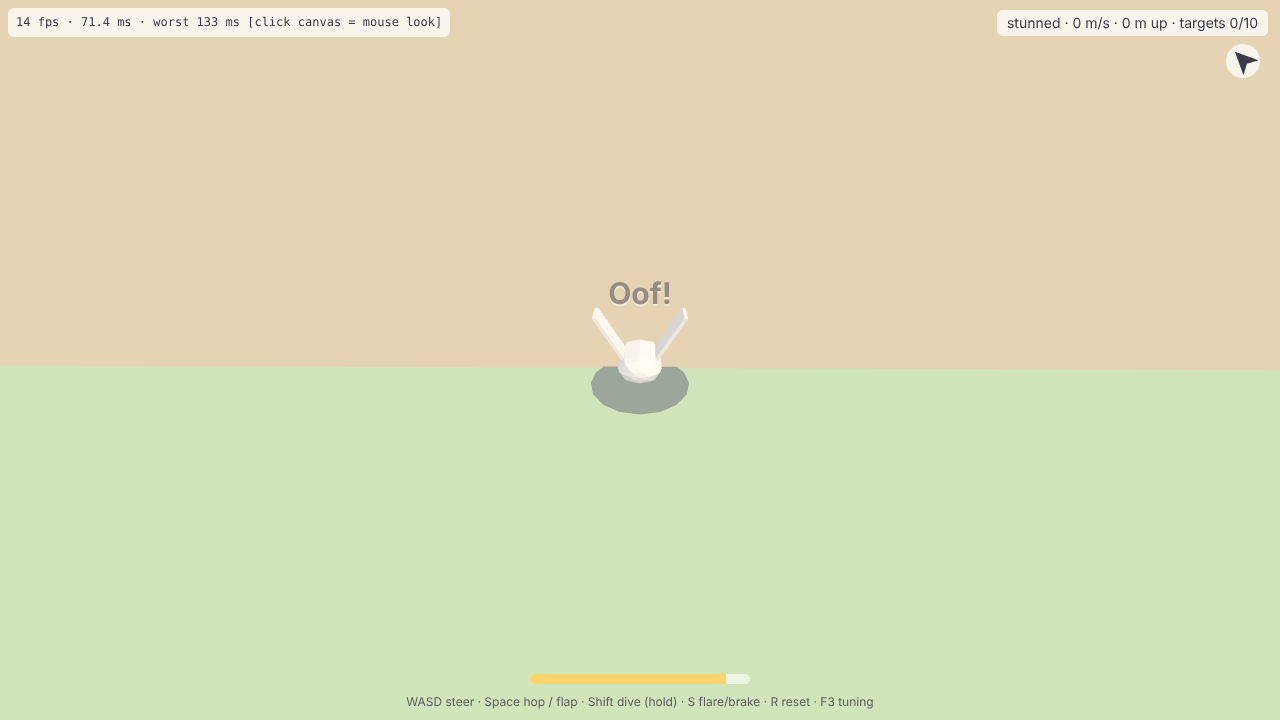 14 fps · 71.4 ms · worst 133 ms [click canvas = mouse look]
stunned · 0 m/s · 0 m up · targets 0/10
Oof!
WASD steer · Space hop / flap · Shift dive (hold) · S flare/brake · R reset · F3 tuning